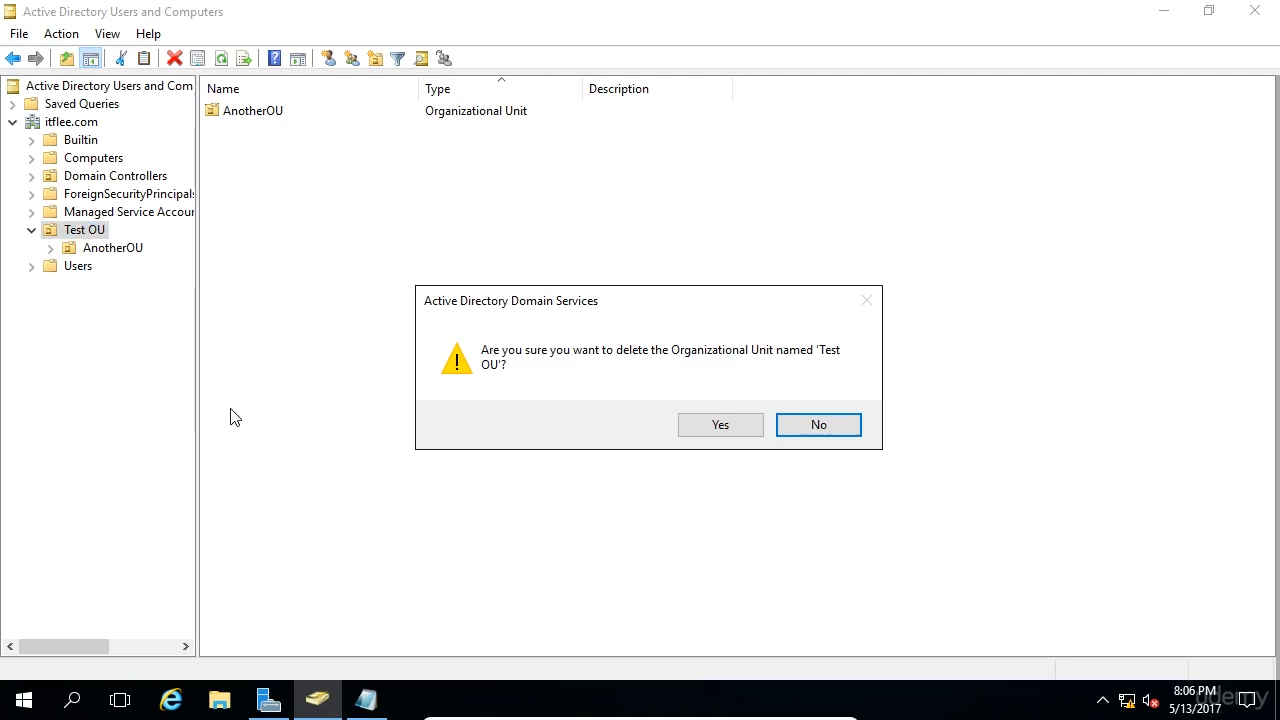 Active Directory Users and Computers
File Action View Help
Active Directory Users and Com
Saved Queries
itflee.com
Builtin
Computers
Domain Controllers
ForeignSecurityPrincipals
Managed Service Accour
Test OU
AnotherOU
Users
Name Type Description
AnotherOU Organizational Unit
Active Directory Domain Services
Are you sure you want to delete the Organizational Unit named 'Test
OU'?
Yes No
8:06 PM
5/13/2017
udemy